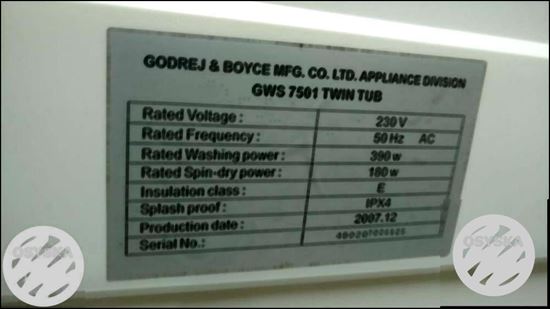 GODREJ & BOYCE MFG. CO. LTD. APPLIANCE DIVISION
GWS 7501 TWIN TUB
Rated Voltage : 230 V
Rated Frequency : 50 Hz AC
Rated Washing power : 390 w
Rated Spin-dry power : 180 w
Insulation class : E
Splash proof : IPX4
Production date : 2007.12
Serial No.:
OSYSKA
OSYSKA